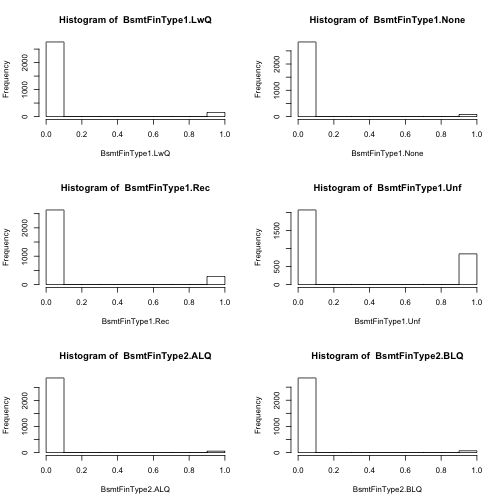 Histogram of BsmtFinType1.LwQ
Histogram of BsmtFinType1.None
Frequency
0 1000 2000
0.0 0.2 0.4 0.6 0.8 1.0
BsmtFinType1.LwQ
Frequency
0 1000 2000
0.0 0.2 0.4 0.6 0.8 1.0
BsmtFinType1.None
Histogram of BsmtFinType1.Rec
Histogram of BsmtFinType1.Unf
Frequency
0 1000 2000
0.0 0.2 0.4 0.6 0.8 1.0
BsmtFinType1.Rec
Frequency
0 500 1500
0.0 0.2 0.4 0.6 0.8 1.0
BsmtFinType1.Unf
Histogram of BsmtFinType2.ALQ
Histogram of BsmtFinType2.BLQ
Frequency
0 1000 2000
0.0 0.2 0.4 0.6 0.8 1.0
BsmtFinType2.ALQ
Frequency
0 1000 2000
0.0 0.2 0.4 0.6 0.8 1.0
BsmtFinType2.BLQ